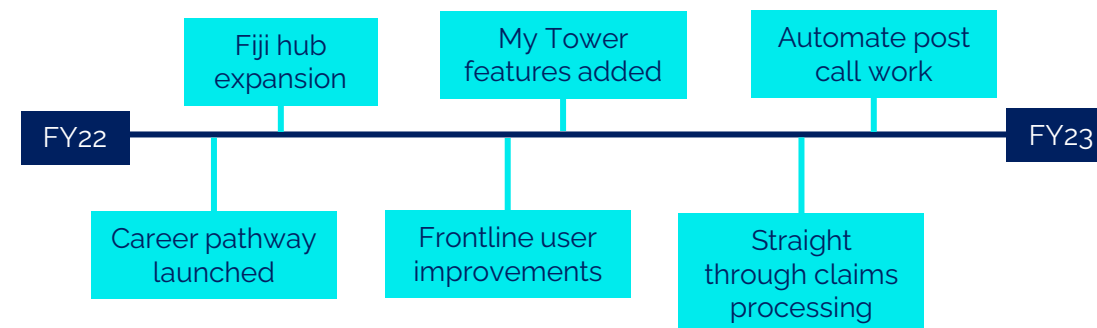 Fiji hub
expansion
My Tower
features added
Automate post
call work
FY22
FY23
Career pathway
launched
Frontline user
improvements
Straight
through claims
processing